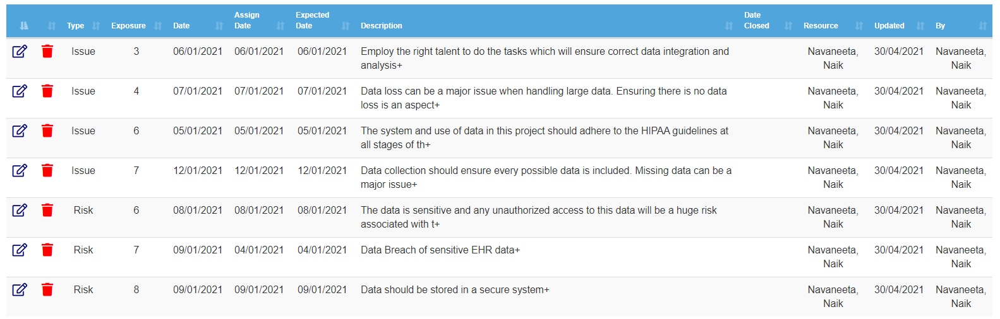 Type Exposure Date Assign Date Expected Date Description Date Closed Resource Updated By
Issue 3 06/01/2021 06/01/2021 06/01/2021 Employ the right talent to do the tasks which will ensure correct data integration and Navaneeta, 30/04/2021 Navaneeta,
analysis+ Naik Naik
Issue 4 07/01/2021 07/01/2021 07/01/2021 Data loss can be a major issue when handling large data. Ensuring there is no data Navaneeta, 30/04/2021 Navaneeta,
loss is an aspect+ Naik Naik
Issue 6 05/01/2021 05/01/2021 05/01/2021 The system and use of data in this project should adhere to the HIPAA guidelines at Navaneeta, 30/04/2021 Navaneeta,
all stages of th+ Naik Naik
Issue 7 12/01/2021 12/01/2021 12/01/2021 Data collection should ensure every possible data is included. Missing data can be a Navaneeta, 30/04/2021 Navaneeta,
major issue+ Naik Naik
Risk 6 08/01/2021 08/01/2021 08/01/2021 The data is sensitive and any unauthorized access to this data will be a huge risk Navaneeta, 30/04/2021 Navaneeta,
associated with t+ Naik Naik
Risk 7 09/01/2021 04/01/2021 04/01/2021 Data Breach of sensitive EHR data+ Navaneeta, 30/04/2021 Navaneeta,
Naik Naik
Risk 8 09/01/2021 09/01/2021 09/01/2021 Data should be stored in a secure system+ Navaneeta, 30/04/2021 Navaneeta,
Naik Naik